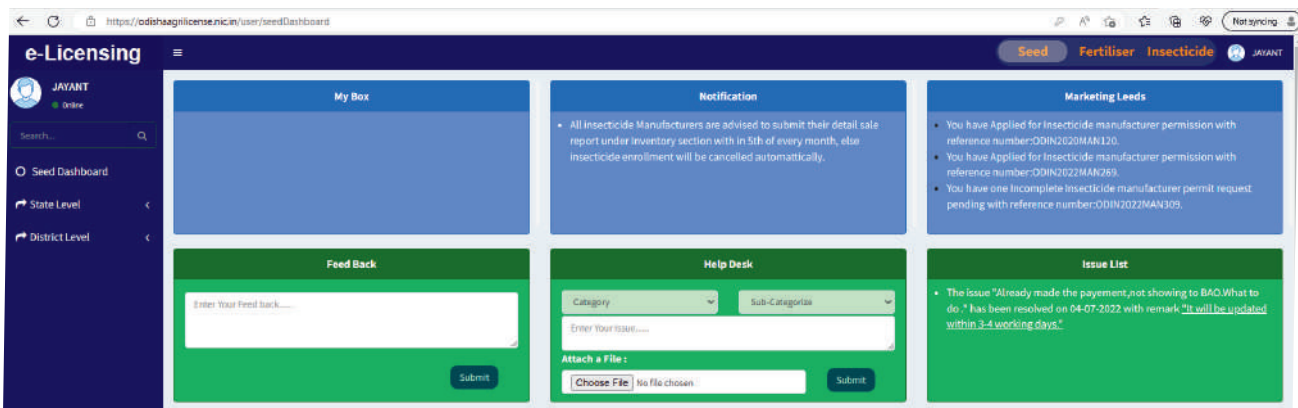 https://odishaagrilicense.nic.in/user/seedDashboard
Not syncing
e-Licensing
Seed Fertiliser Insecticide JAYANT
JAYANT
Online
Search...
Seed Dashboard
State Level
District Level
My Box
Notification
All insecticide Manufacturers are advised to submit their detail sale
report under Inventory section with in 5th of every month, else
insecticide enrollment will be cancelled automattically.
Marketing Leeds
You have Applied for Insecticide manufacturer permission with
reference number:ODIN2020MAN120.
You have Applied for Insecticide manufacturer permission with
reference number:ODIN2022MAN269.
You have one Incomplete Insecticide manufacturer permit request
pending with reference number:ODIN2022MAN309.
Feed Back
Enter Your Feed back......
Submit
Help Desk
Category
Sub-Categorize
Enter Your Issue......
Attach a File :
Choose File No file chosen
Submit
Issue List
The issue "Already made the payement,not showing to BAO.What to
do ." has been resolved on 04-07-2022 with remark "It will be updated
within 3-4 working days."